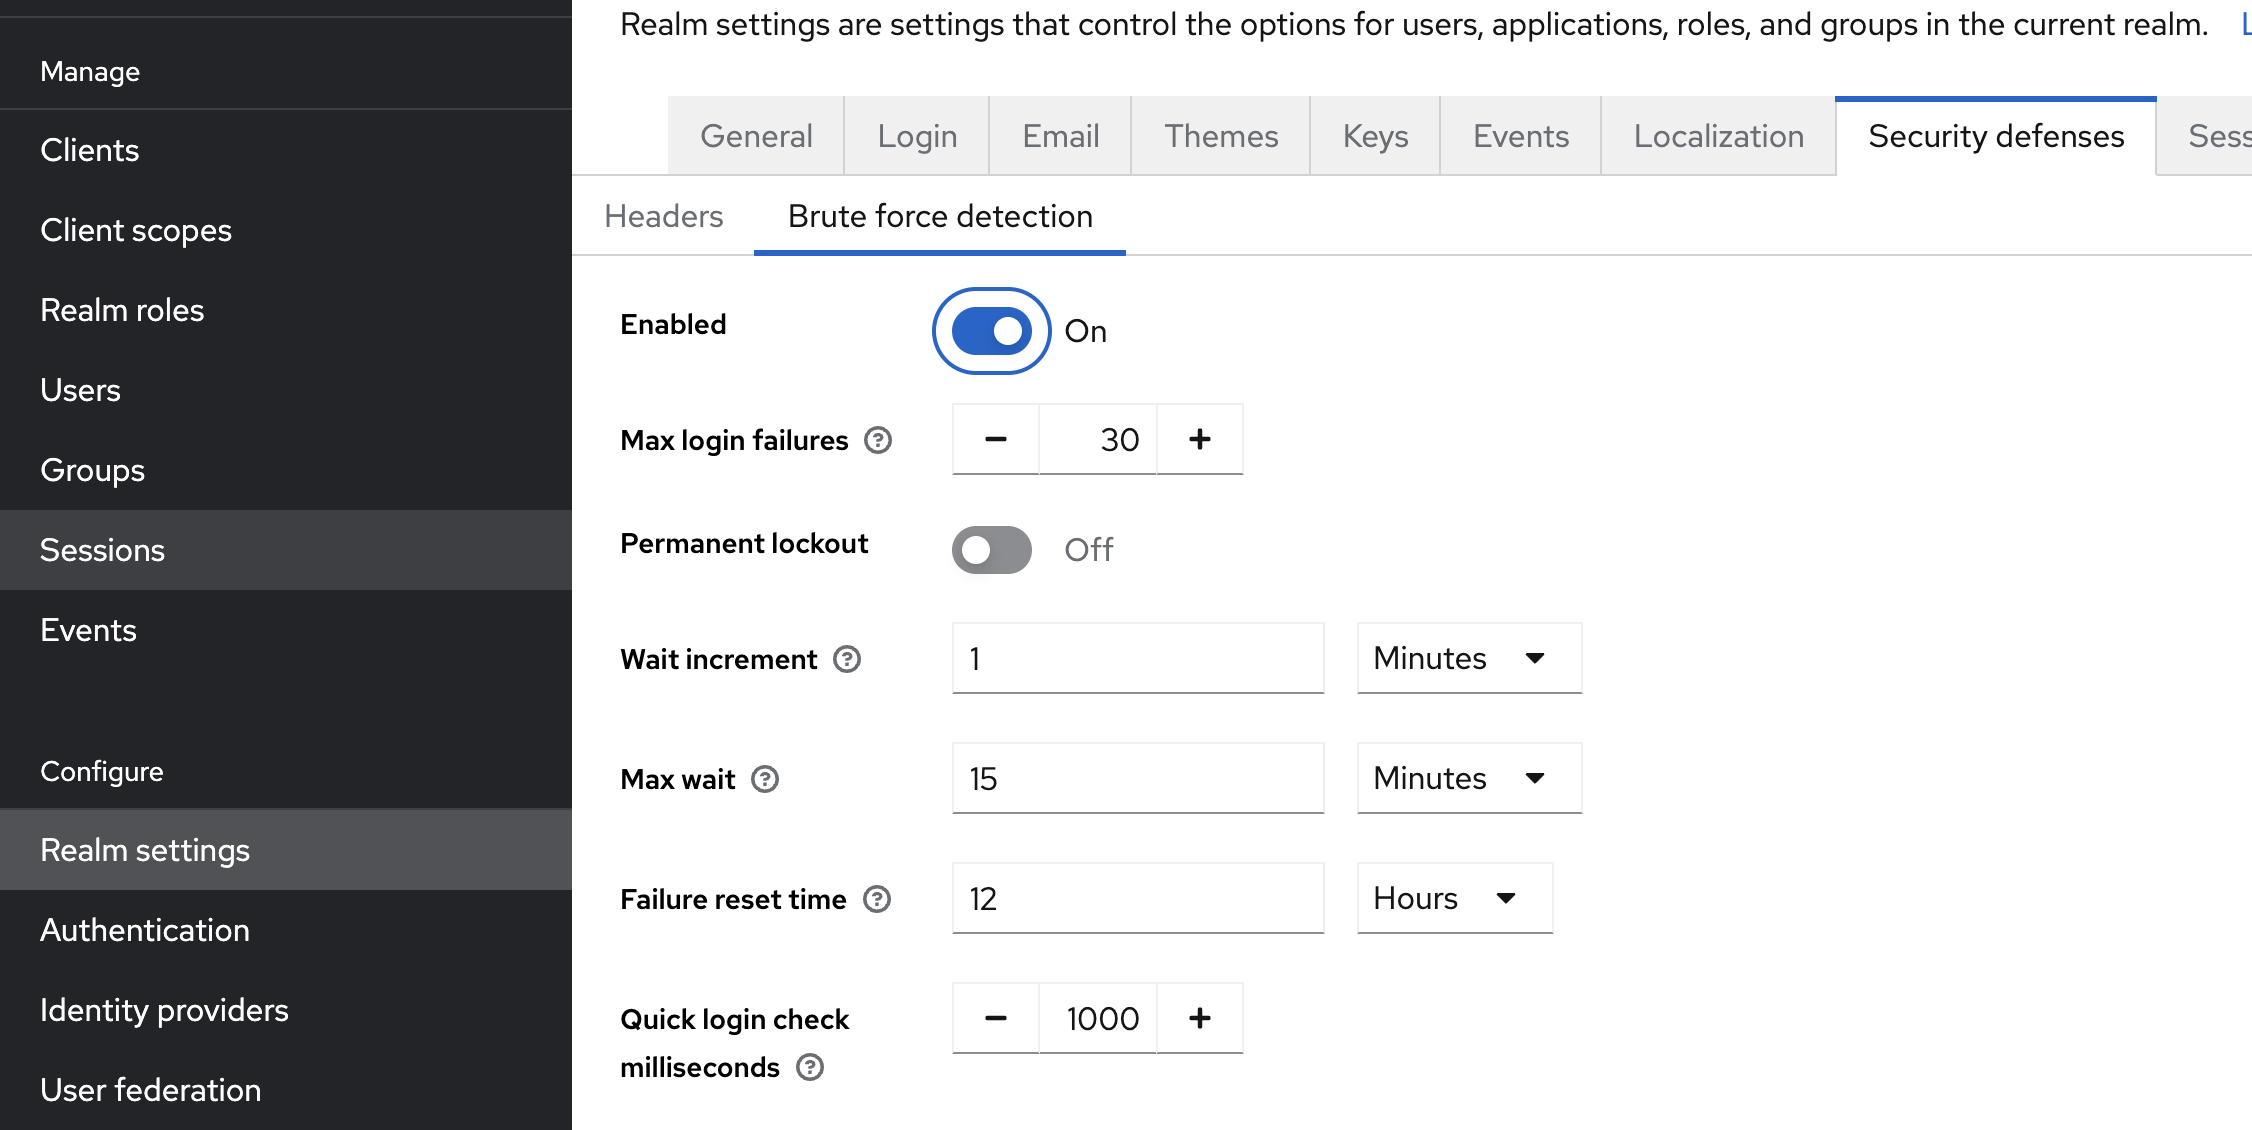 Realm settings are settings that control the options for users, applications, roles, and groups in the current realm.
Manage
Clients
Client scopes
Realm roles
Users
Groups
Sessions
Events
Configure
Realm settings
Authentication
Identity providers
User federation
General Login Email Themes Keys Events Localization Security defenses Sess
Headers Brute force detection
Enabled On
Max login failures 30
Permanent lockout Off
Wait increment 1 Minutes
Max wait 15 Minutes
Failure reset time 12 Hours
Quick login check
milliseconds 1000